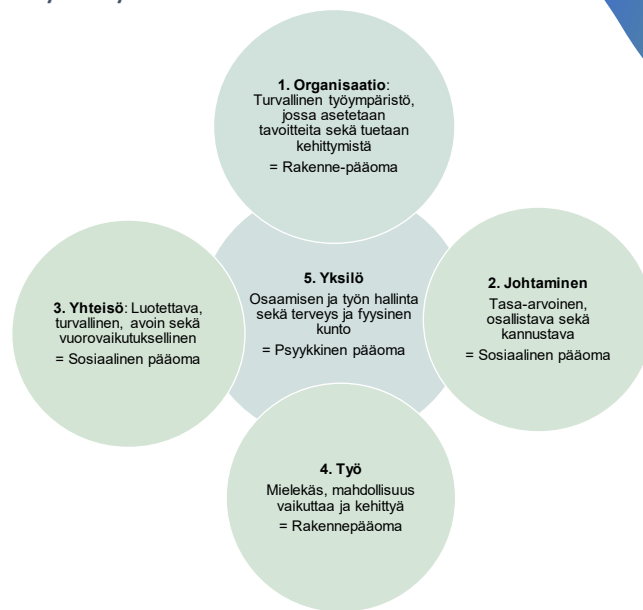 1. Organisaatio:
Turvallinen työympäristö,
jossa asetetaan
tavoitteita sekä tuetaan
kehittymistä
= Rakenne-pääoma
3. Yhteisö: Luotettava,
turvallinen, avoin sekä
vuorovaikutuksellinen
= Sosiaalinen pääoma
5. Yksilö
Osaamisen ja työn hallinta
sekä terveys ja fyysinen
kunto
= Psyykkinen pääoma
2. Johtaminen
Tasa-arvoinen,
osallistava sekä
kannustava
= Sosiaalinen pääoma
4. Työ
Mielekäs, mahdollisuus
vaikuttaa ja kehittyä
= Rakennepääoma